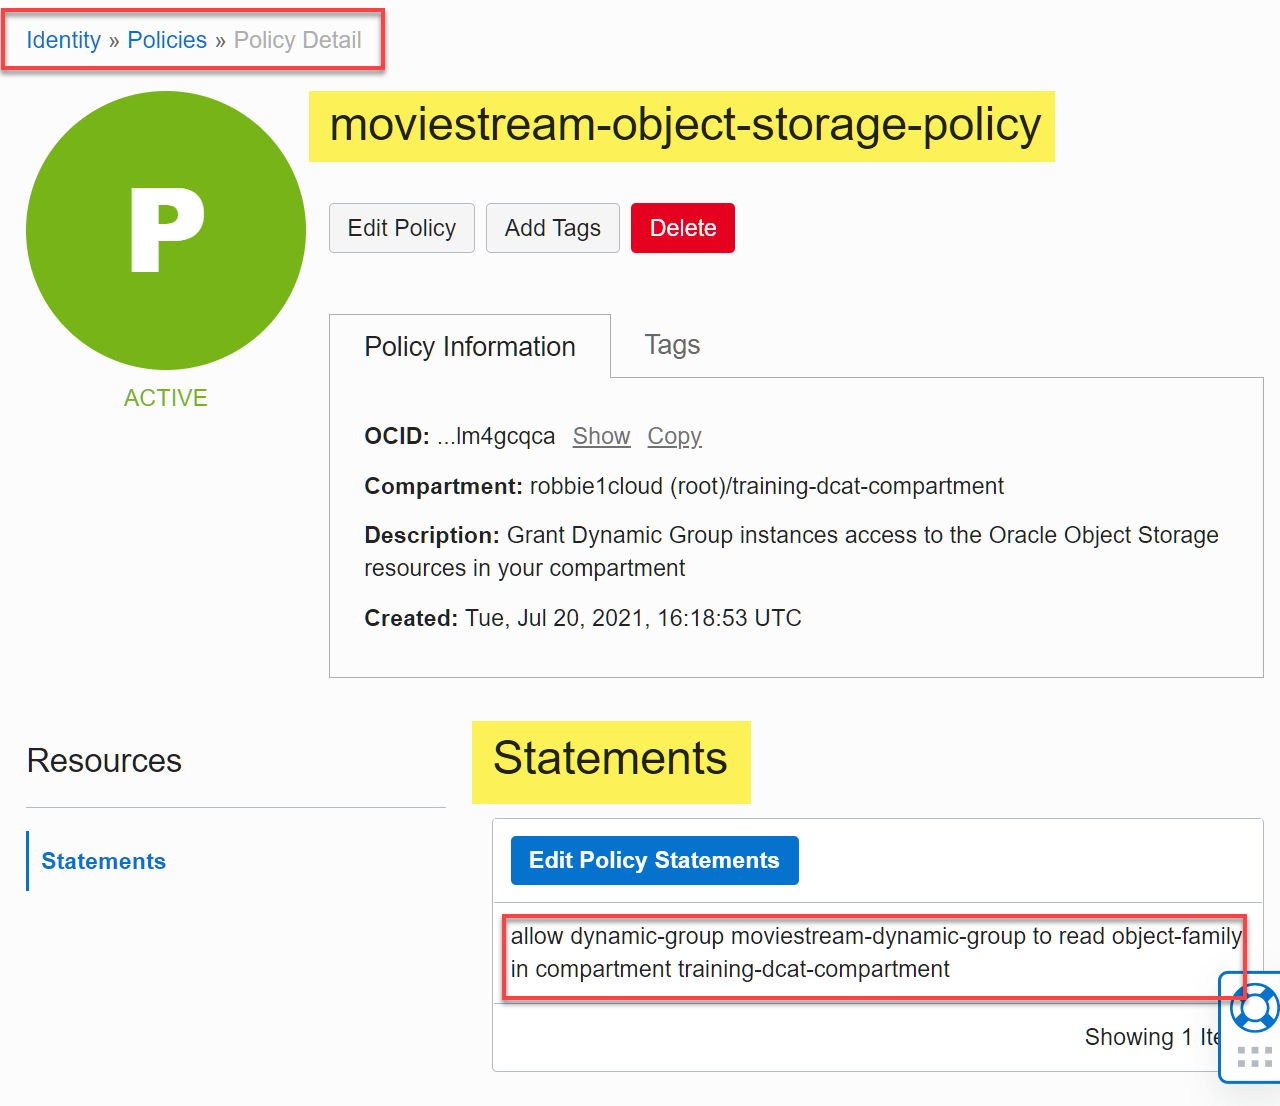 Identity » Policies » Policy Detail
moviestream-object-storage-policy
P
ACTIVE
Edit Policy Add Tags Delete
Policy Information Tags
OCID: ...lm4gcqca Show Copy
Compartment: robbie1cloud (root)/training-dcat-compartment
Description: Grant Dynamic Group instances access to the Oracle Object Storage
resources in your compartment
Created: Tue, Jul 20, 2021, 16:18:53 UTC
Resources
Statements
Statements
Edit Policy Statements
allow dynamic-group moviestream-dynamic-group to read object-family
in compartment training-dcat-compartment
Showing 1